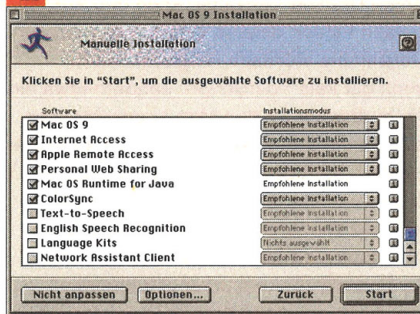 Mac OS 9 Installation
Manuelle Installation
Klicken Sie in “Start”, um die ausgewählte Software zu installieren.
Software Installationsmodus
Mac OS 9 Empfohlene Installation
Internet Access Empfohlene Installation
Apple Remote Access Empfohlene Installation
Personal Web Sharing Empfohlene Installation
Mac OS Runtime for Java Empfohlene Installation
ColorSync Empfohlene Installation
Text-to-Speech Empfohlene Installation
English Speech Recognition Empfohlene Installation
Language Kits Nichts ausgewählt
Network Assistant Client Empfohlene Installation
Nicht anpassen Optionen... Zurück Start